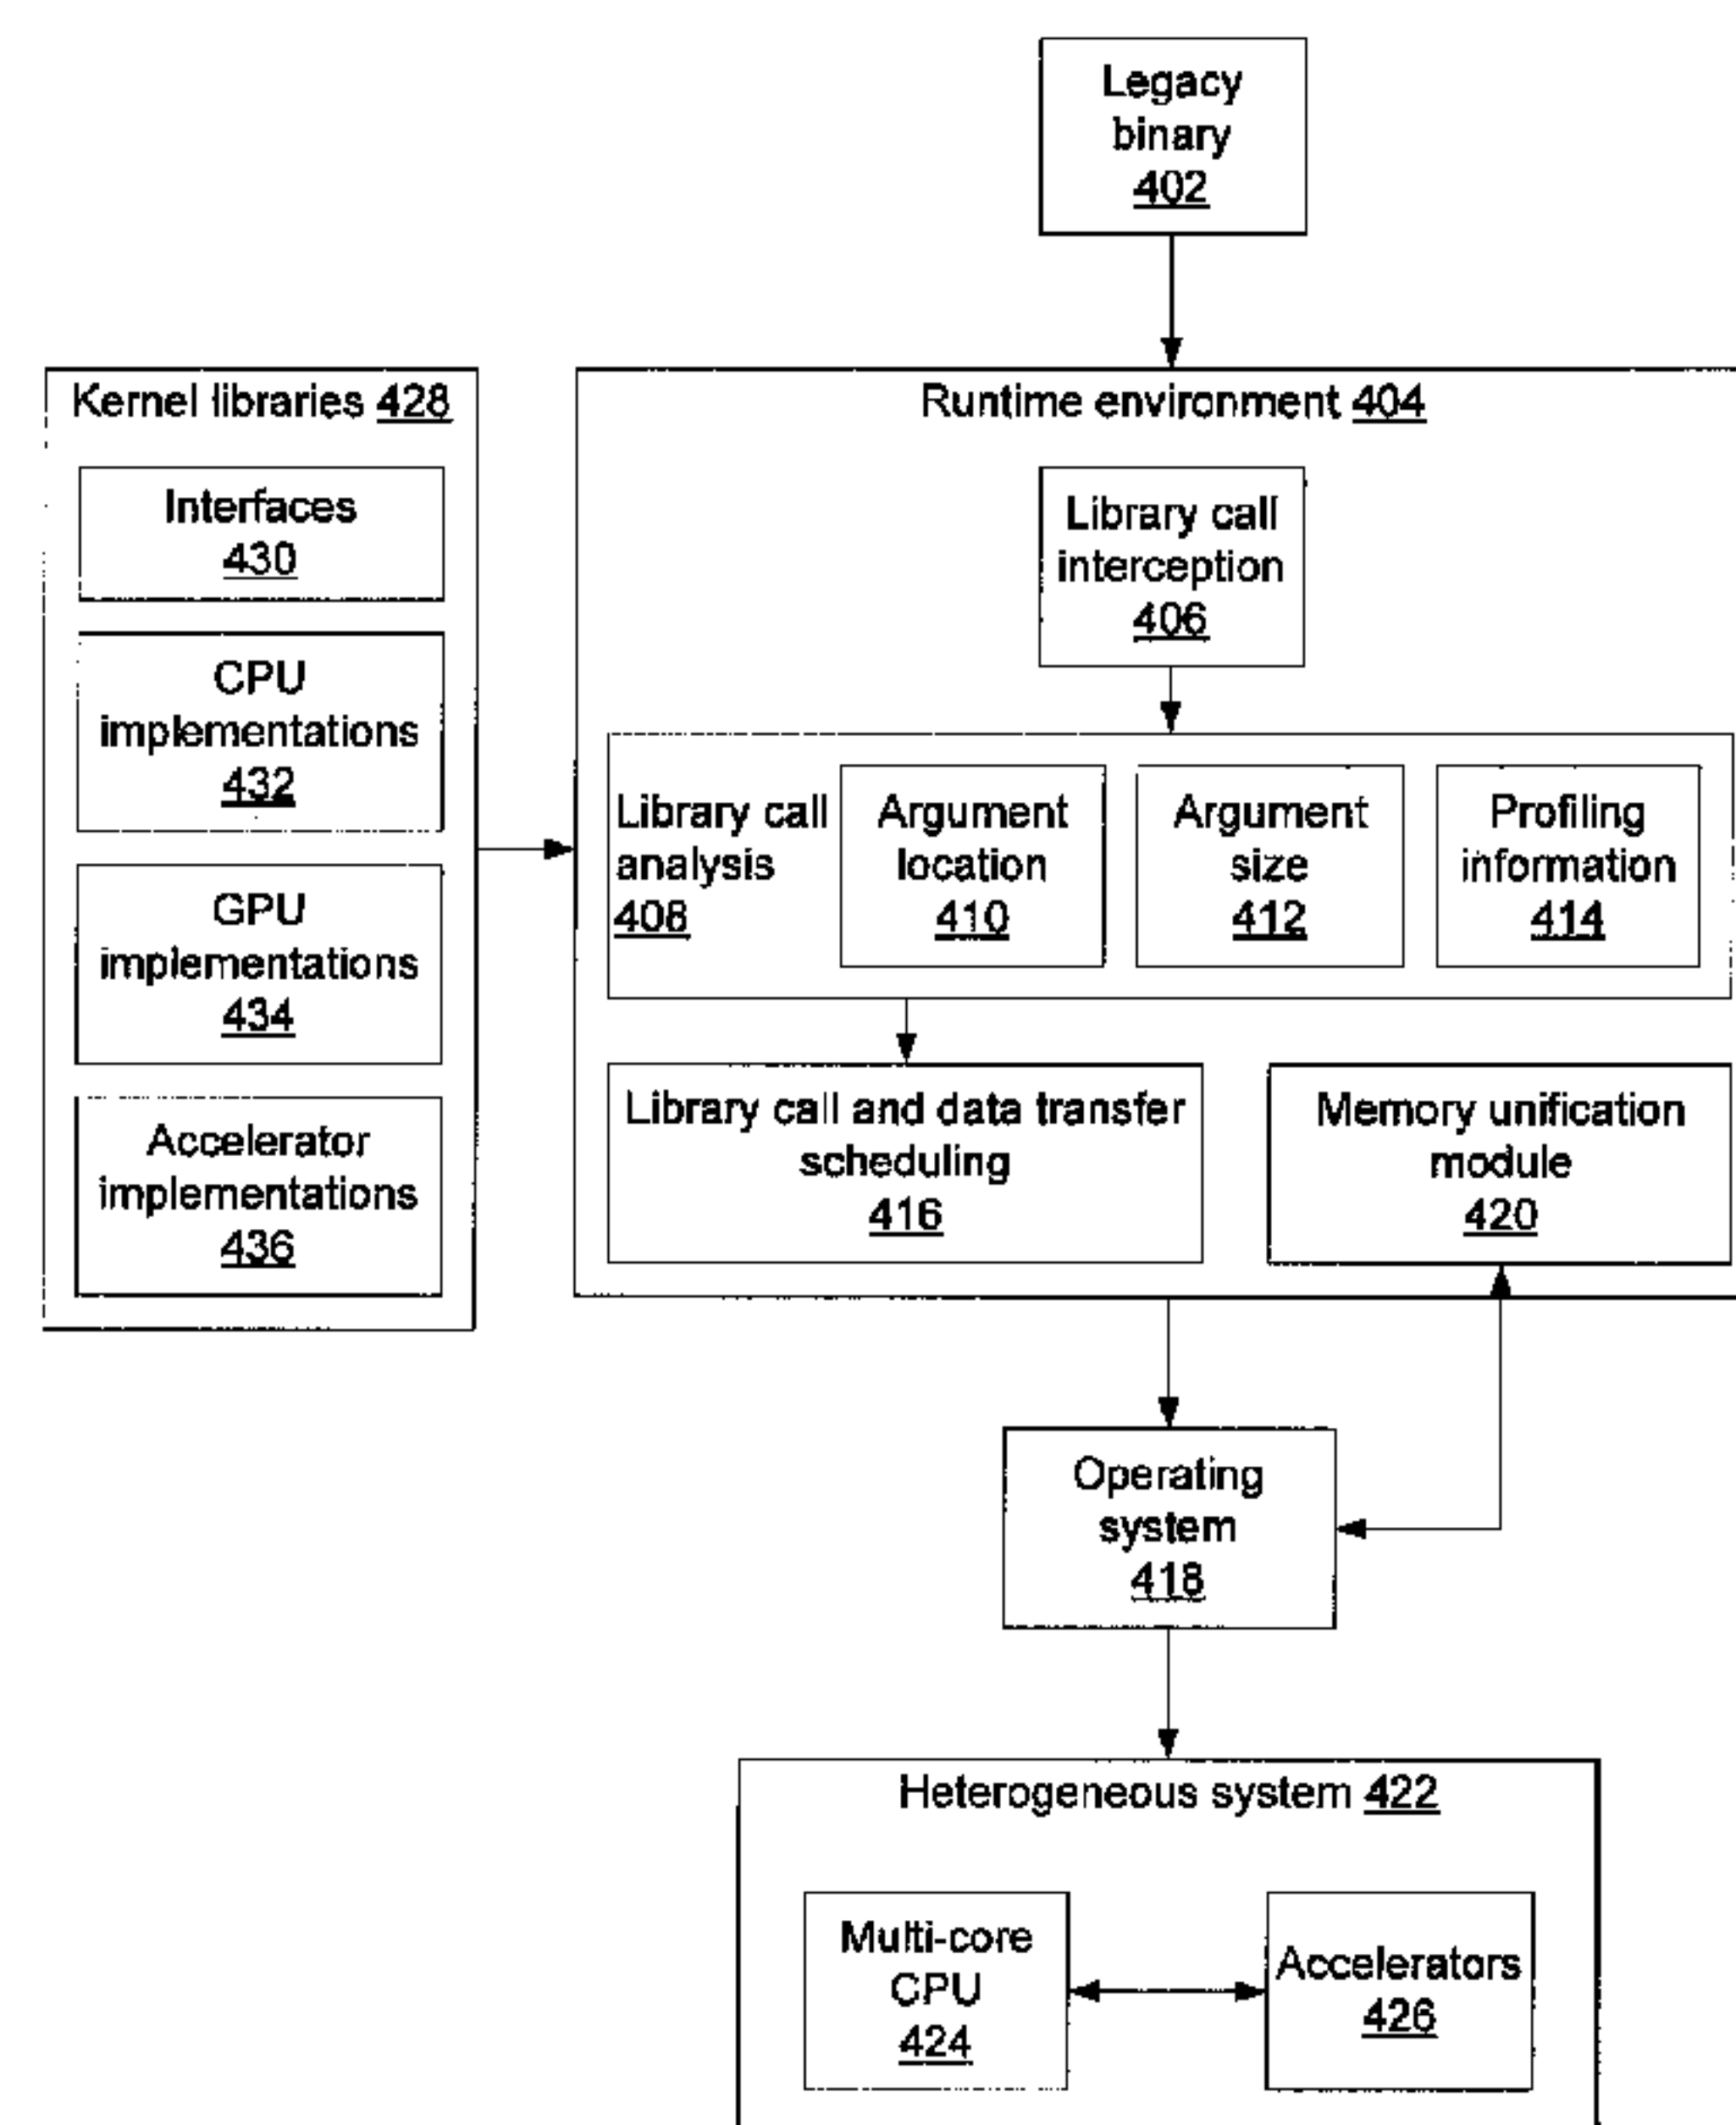 Legacy
binary
402
Kernel libraries 428
Interfaces
430
CPU
implementations
432
GPU
implementations
434
Accelerator
implementations
436
Runtime environment 404
Library call
interception
406
Library call
analysis
408
Argument
location
410
Argument
size
412
Profiling
information
414
Library call and data transfer
scheduling
416
Memory unification
module
420
Operating
system
418
Heterogeneous system 422
Multi-core
CPU
424
Accelerators
426